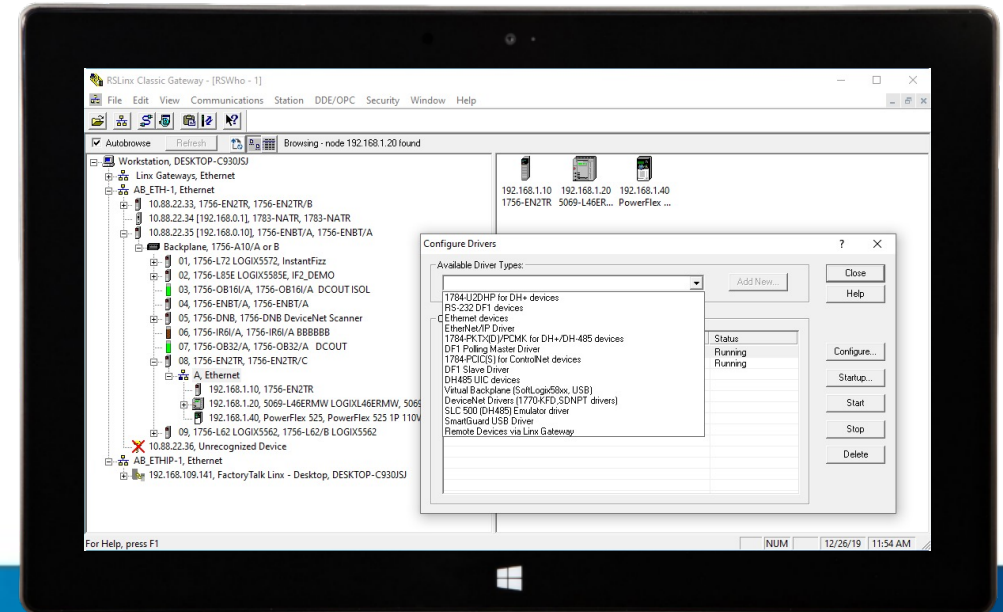 RSLinx Classic Gateway - [RSWho - 1]
File Edit View Communications Station DDE/OPC Security Window Help
Autobrowse Refresh Browsing - node 192.168.1.20 found
Workstation, DESKTOP-C930JSJ
Linx Gateways, Ethernet
AB_ETH-1, Ethernet
10.88.22.33, 1756-EN2TR, 1756-EN2TR/B
10.88.22.34 [192.168.0.1], 1783-NATR, 1783-NATR
10.88.22.35 [192.168.0.10], 1756-ENBT/A, 1756-ENBT/A
Backplane, 1756-A10/A or B
01, 1756-L72 LOGIX5572, InstantFizz
02, 1756-L85E LOGIX5585E, IF2_DEMO
03, 1756-OB16I/A, 1756-OB16I/A DCOUT ISOL
04, 1756-ENBT/A, 1756-ENBT/A
05, 1756-DNB, 1756-DNB DeviceNet Scanner
06, 1756-IR6I/A, 1756-IR6I/A BBBBBB
07, 1756-OB32/A, 1756-OB32/A DCOUT
08, 1756-EN2TR, 1756-EN2TR/C
A, Ethernet
192.168.1.10, 1756-EN2TR
192.168.1.20, 5069-L46ERMW LOGIXL46ERMW, 5069
192.168.1.40, PowerFlex 525, PowerFlex 525 1P 110V
09, 1756-L62 LOGIX5562, 1756-L62/B LOGIX5562
10.88.22.36, Unrecognized Device
AB_ETHIP-1, Ethernet
192.168.109.141, FactoryTalk Linx - Desktop, DESKTOP-C930JSJ
192.168.1.10 192.168.1.20 192.168.1.40
1756-EN2TR 5069-L46ER... PowerFlex ...
Configure Drivers ?
Available Driver Types:
Add New...
Close
Help
1784-U2DHP for DH+ devices
RS-232 DF1 devices
Ethernet devices
EtherNet/IP Driver
1784-PKTX(D)/PCMK for DH+/DH-485 devices
DF1 Polling Master Driver
1784-PCIC(S) for ControlNet devices
DF1 Slave Driver
DH485 UIC devices
Virtual Backplane (SoftLogix58xx, USB)
DeviceNet Drivers (1770-KFD,SDNPT drivers)
SLC 500 (DH485) Emulator driver
SmartGuard USB Driver
Remote Devices via Linx Gateway
Status
Running
Running
Configure...
Startup...
Start
Stop
Delete
For Help, press F1
NUM 12/26/19 11:54 AM